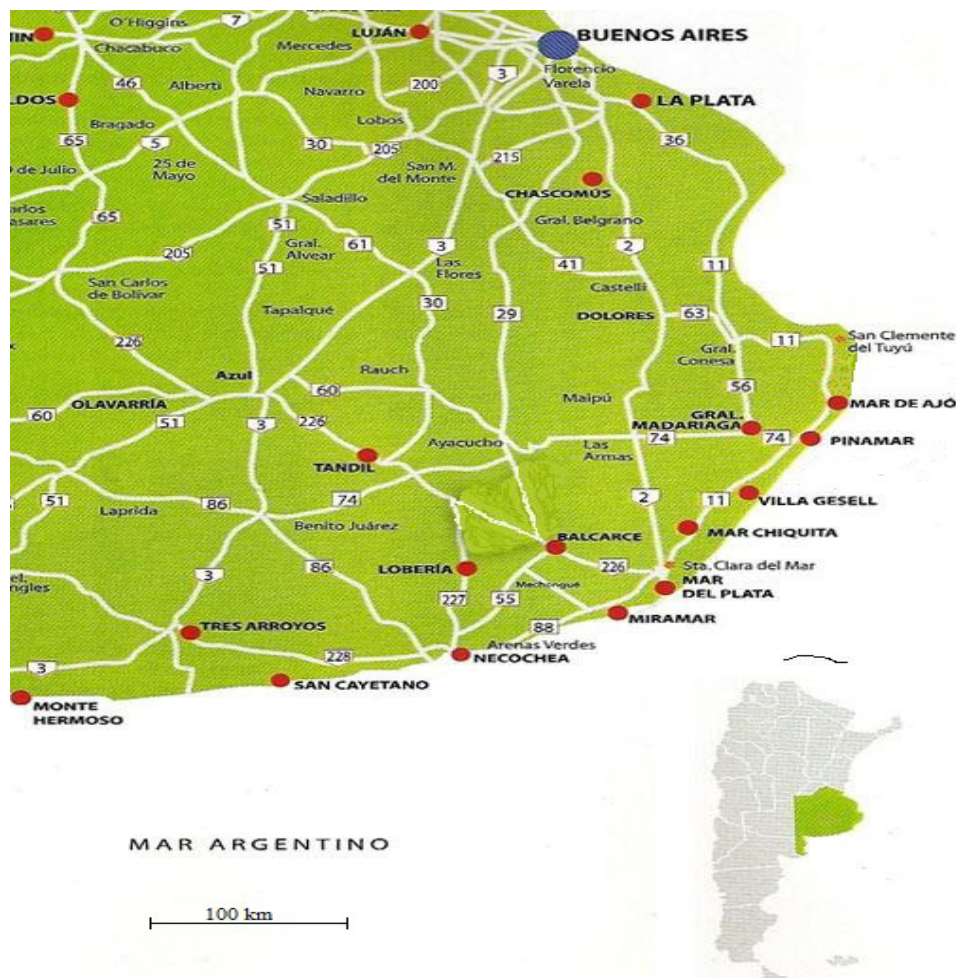 O'Higgins
7
LUJÁN
BUENOS AIRES
Chacabuco
Mercedes
3
Florencio
Varela
46
Alberti
Navarro
200
LA PLATA
Bragado
Lobos
65
5
30
205
36
25 de
Mayo
San M.
del Monte
215
de Julio
Saladillo
CHASCOMÚS
65
51
Gral. Belgrano
205
Gral.
Alvear
61
3
2
51
Las
Flores
41
11
San Carlos
de Bolívar
Castelli
Tapalqué
30
29
DOLORES
63
226
11
San Clemente
del Tuyú
Gral.
Conesa
Azul
Rauch
60
56
OLAVARRÍA
Maipú
MAR DE AJÓ
60
51
3
226
GRAL.
MADARIAGA
Ayacucho
74
74
PINAMAR
TANDIL
Las
Armas
51
86
74
2
11
VILLA GESELL
Laprida
Benito Juárez
BALCARCE
MAR CHIQUITA
3
86
LOBERÍA
226
Sta. Clara del Mar
Mechongué
MAR
DEL PLATA
227
55
TRES ARROYOS
88
MIRAMAR
Arenas Verdes
228
NECOCHEA
3
SAN CAYETANO
MONTE
HERMOSO
MAR ARGENTINO
100 km